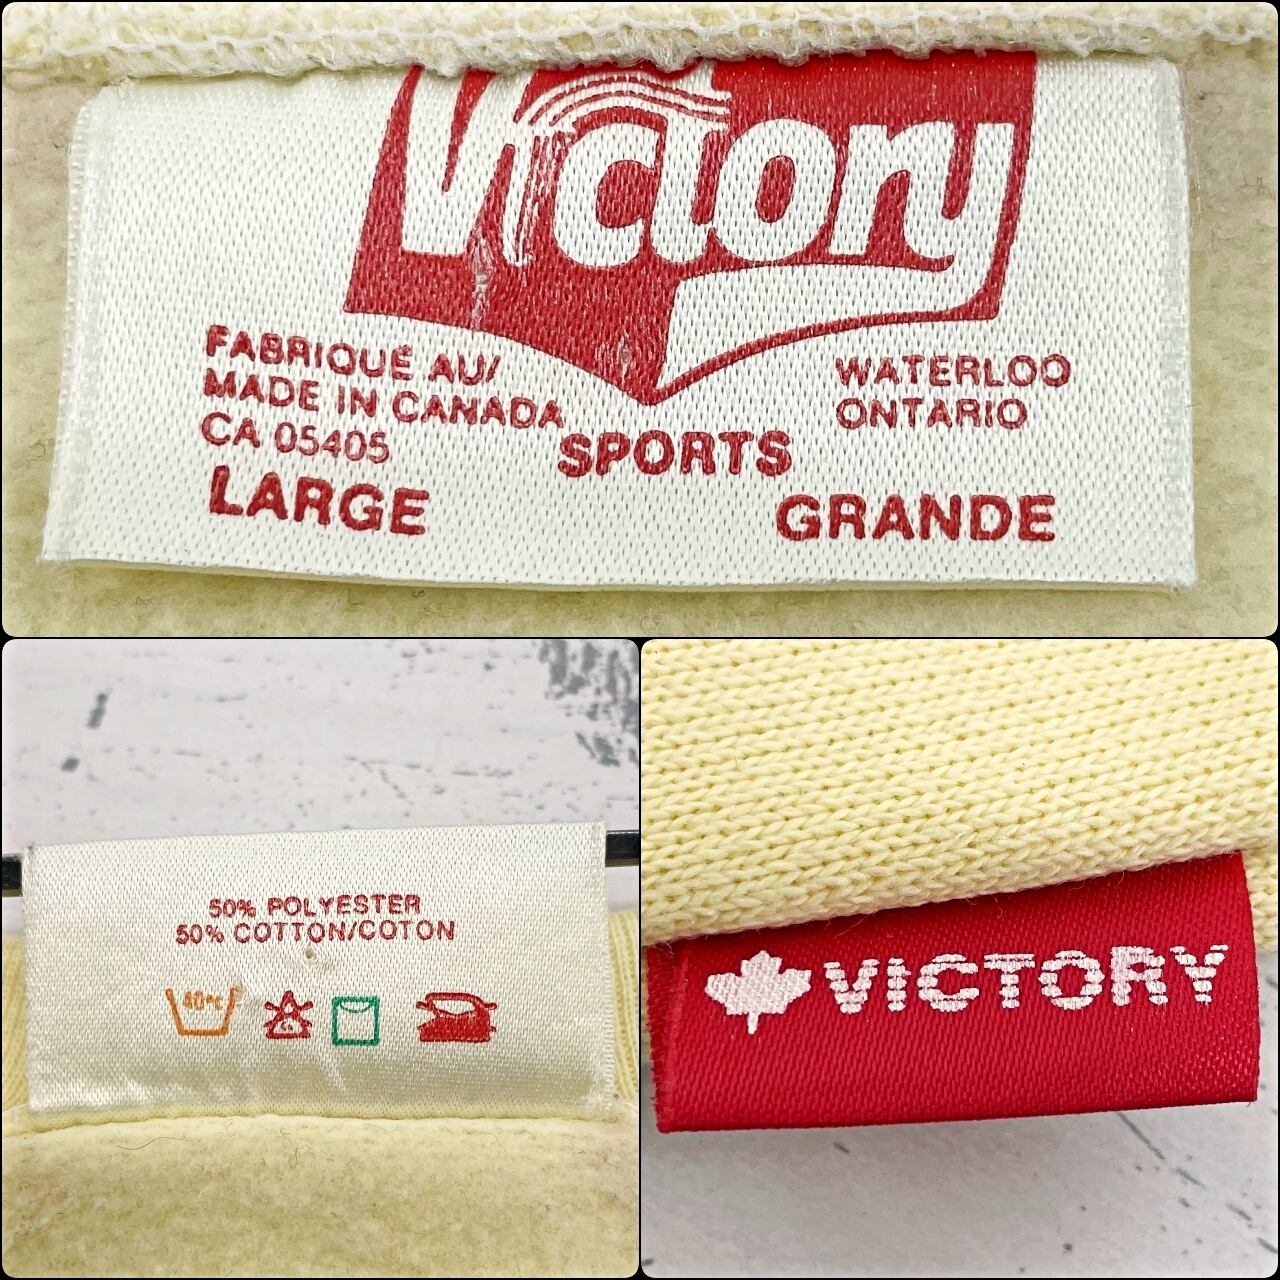 Victory
FABRIQUÉ AU/
MADE IN CANADA
CA 05405
WATERLOO
ONTARIO
SPORTS
LARGE
GRANDE
50% POLYESTER
50% COTTON/COTON
40°C
VICTORY